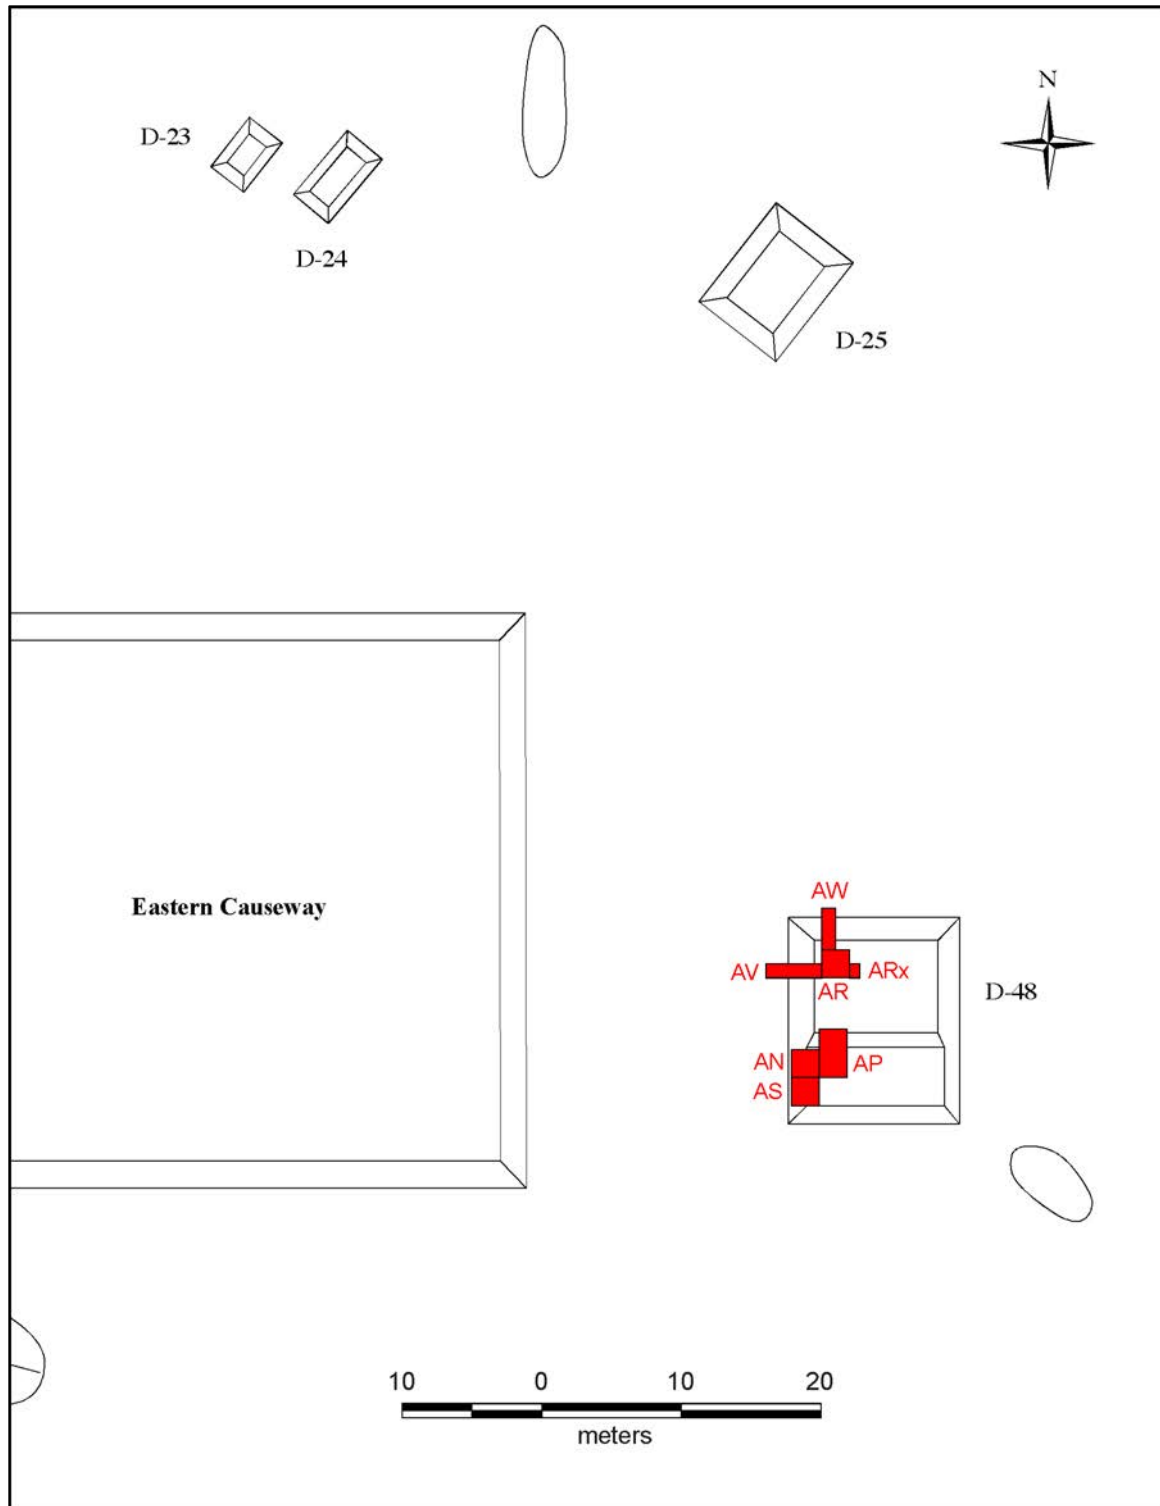 N
D-23
D-24
D-25
Eastern Causeway
AW
AV
ARx
AR
D-48
AN
AP
AS
10 0 10 20
meters